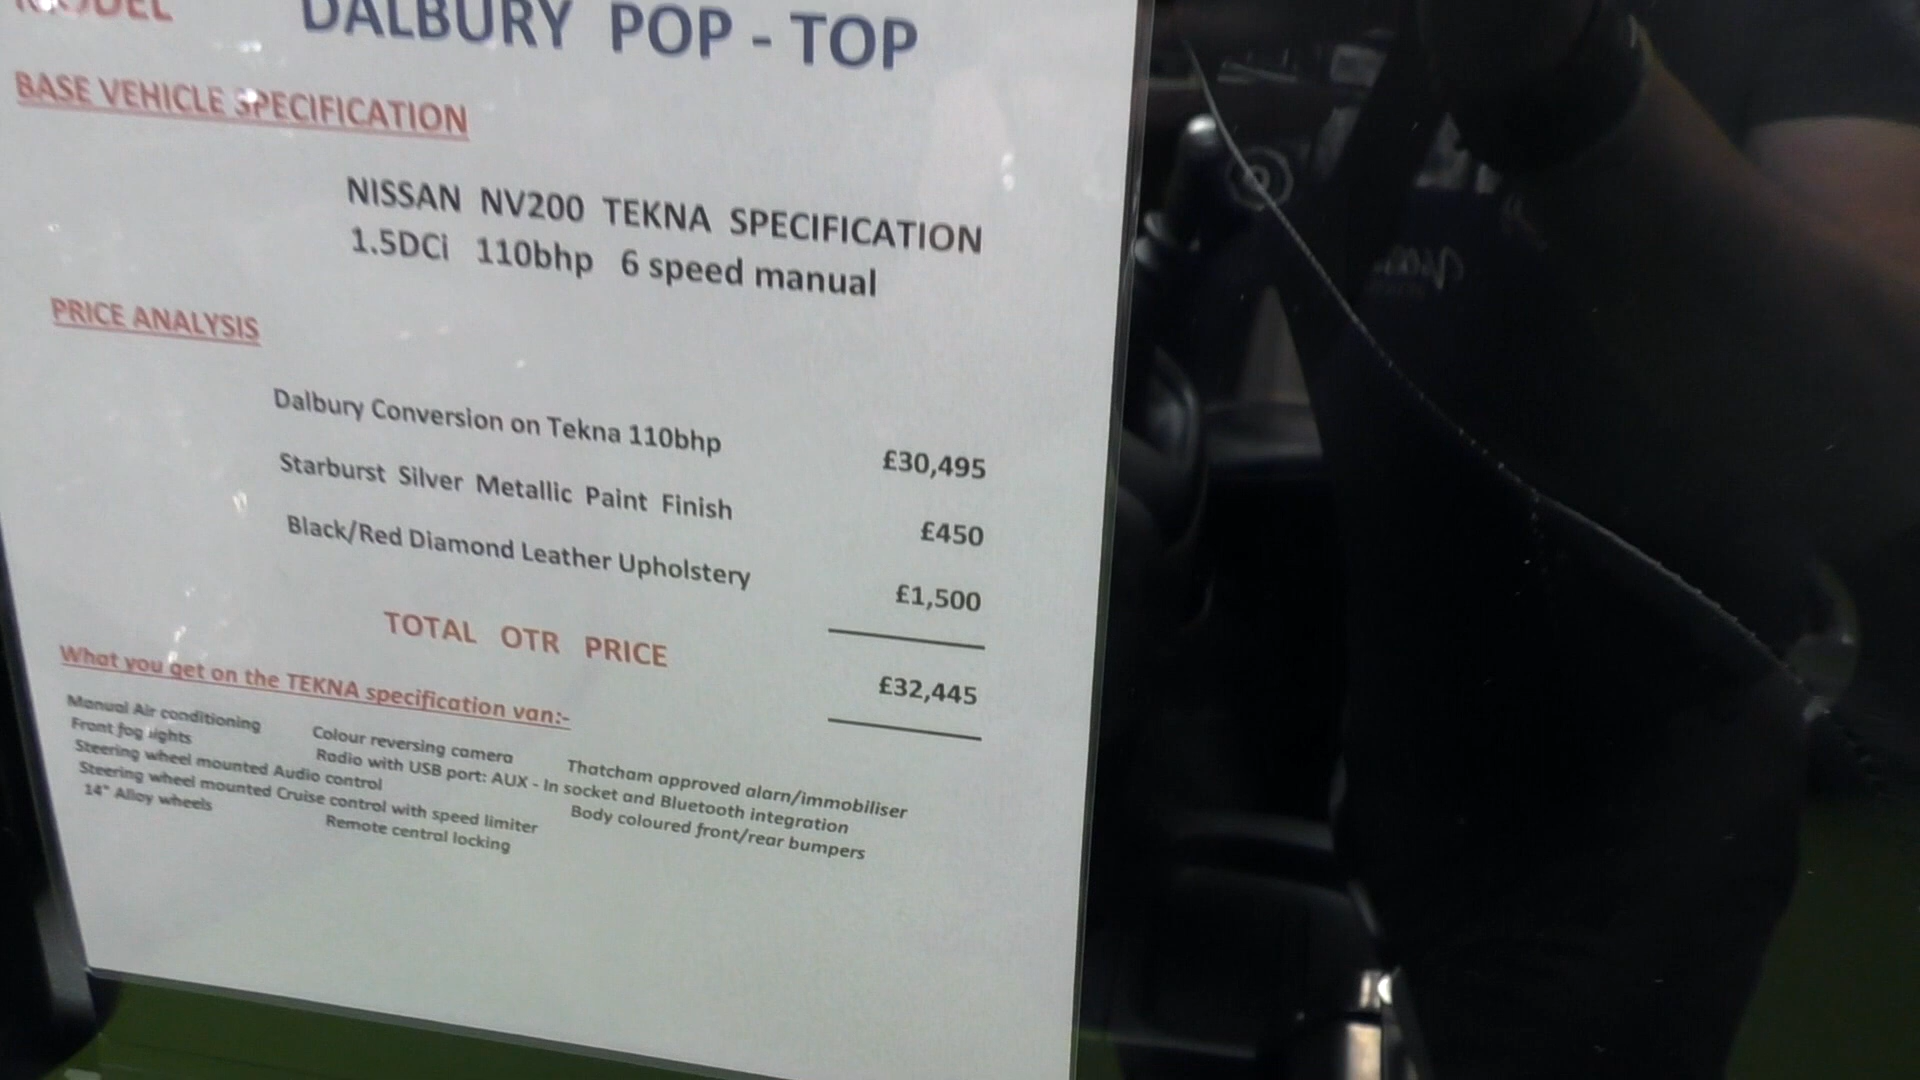 MODEL DALBURY POP - TOP
BASE VEHICLE SPECIFICATION
NISSAN NV200 TEKNA SPECIFICATION
1.5DCi 110bhp 6 speed manual
PRICE ANALYSIS
Dalbury Conversion on Tekna 110bhp £30,495
Starburst Silver Metallic Paint Finish £450
Black/Red Diamond Leather Upholstery £1,500
TOTAL OTR PRICE £32,445
What you get on the TEKNA specification van:-
Manual Air conditioning Colour reversing camera Thatcham approved alarn/immobiliser
Front fog lights Radio with USB port: AUX - In socket and Bluetooth integration
Steering wheel mounted Audio control Body coloured front/rear bumpers
Steering wheel mounted Cruise control with speed limiter
14" Alloy wheels Remote central locking